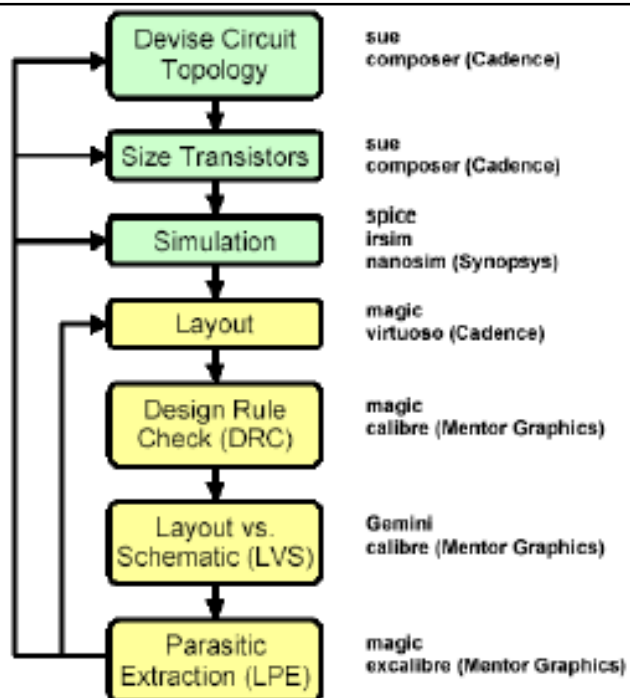 Devise Circuit
Topology
sue
composer (Cadence)
Size Transistors
sue
composer (Cadence)
Simulation
spice
irsim
nanosim (Synopsys)
Layout
magic
virtuoso (Cadence)
Design Rule
Check (DRC)
magic
calibre (Mentor Graphics)
Layout vs.
Schematic (LVS)
Gemini
calibre (Mentor Graphics)
Parasitic
Extraction (LPE)
magic
excalibre (Mentor Graphics)